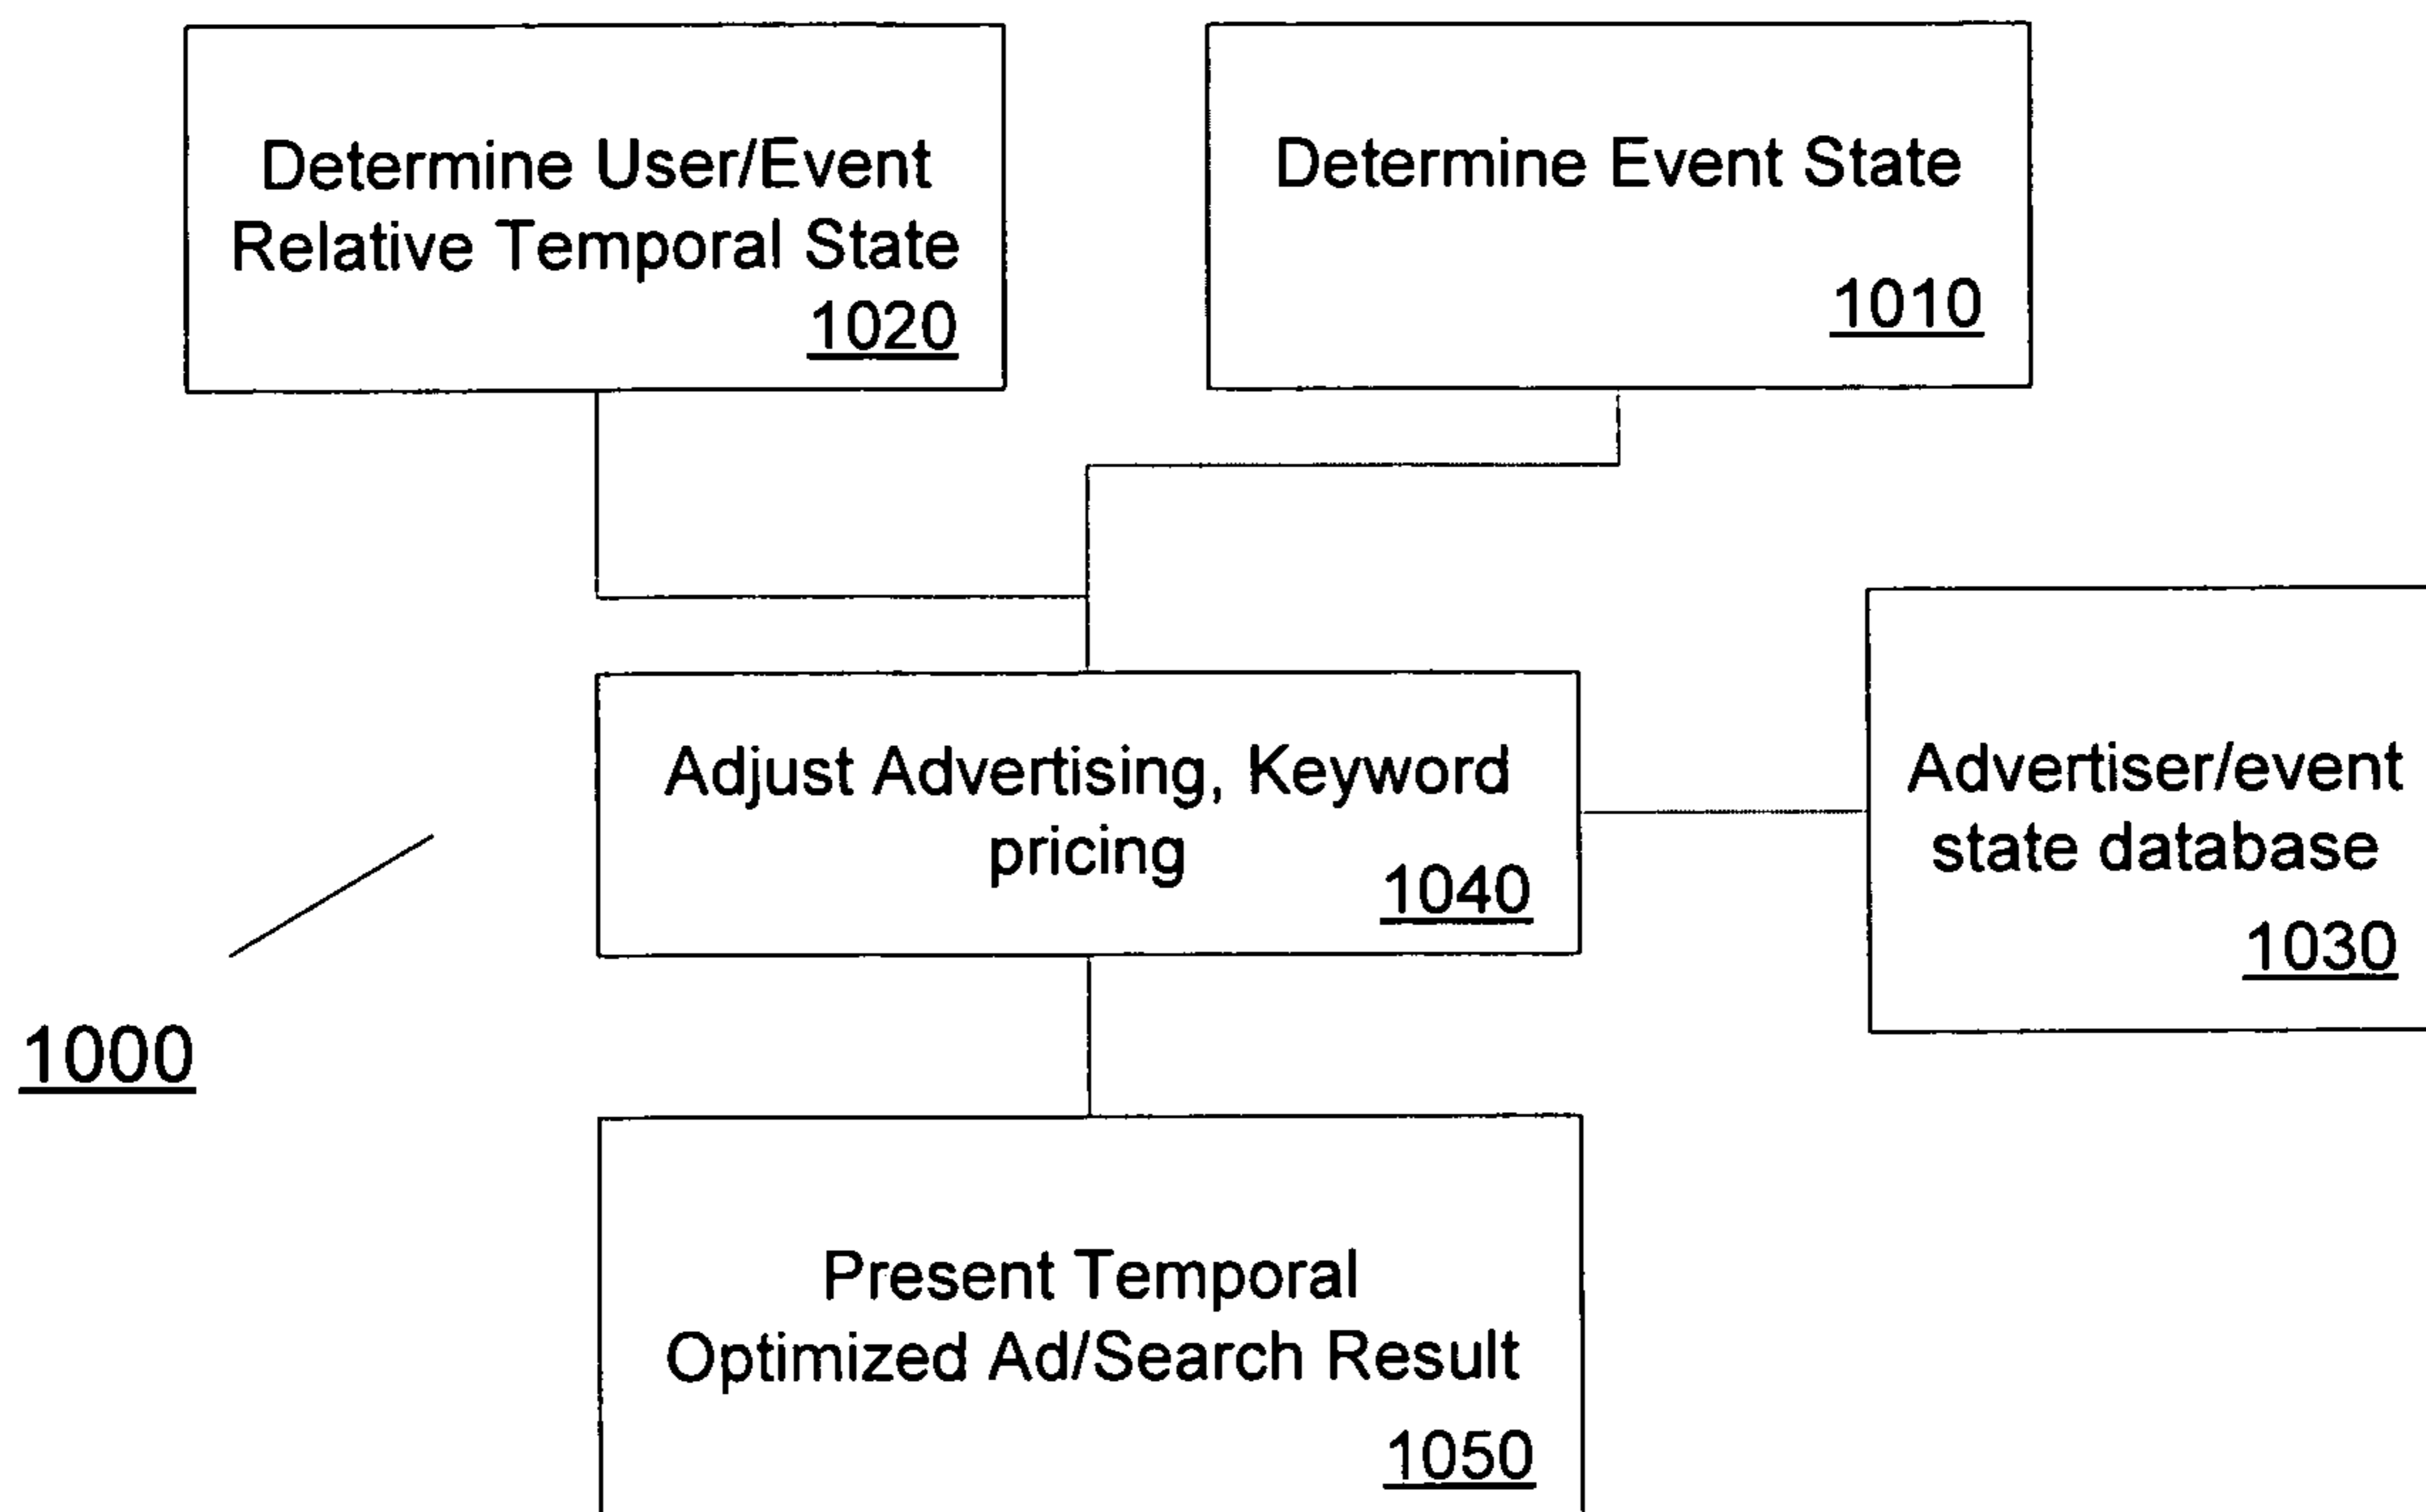 Determine User/Event
Relative Temporal State
1020
Determine Event State
1010
Adjust Advertising, Keyword
pricing
1040
Advertiser/event
state database
1030
1000
Present Temporal
Optimized Ad/Search Result
1050